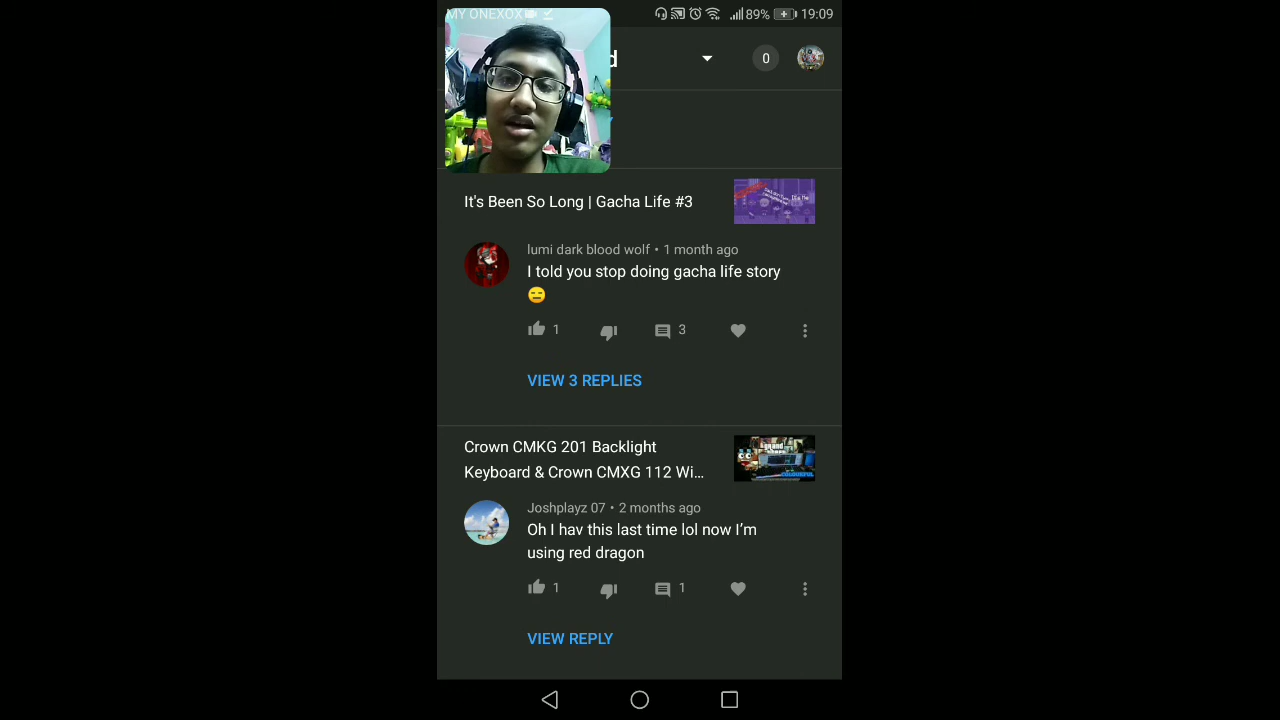 MY ONEXOX
89%
19:09
d
0
It's Been So Long | Gacha Life #3
lumi dark blood wolf • 1 month ago
I told you stop doing gacha life story
😑
1
3
VIEW 3 REPLIES
Crown CMKG 201 Backlight
Keyboard & Crown CMXG 112 Wi...
Joshplayz 07 • 2 months ago
Oh I hav this last time lol now I’m
using red dragon
1
1
VIEW REPLY